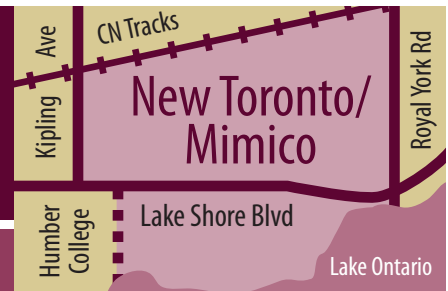 CN Tracks
Kipling Ave
New Toronto/
Mimico
Royal York Rd
Humber
College
Lake Shore Blvd
Lake Ontario